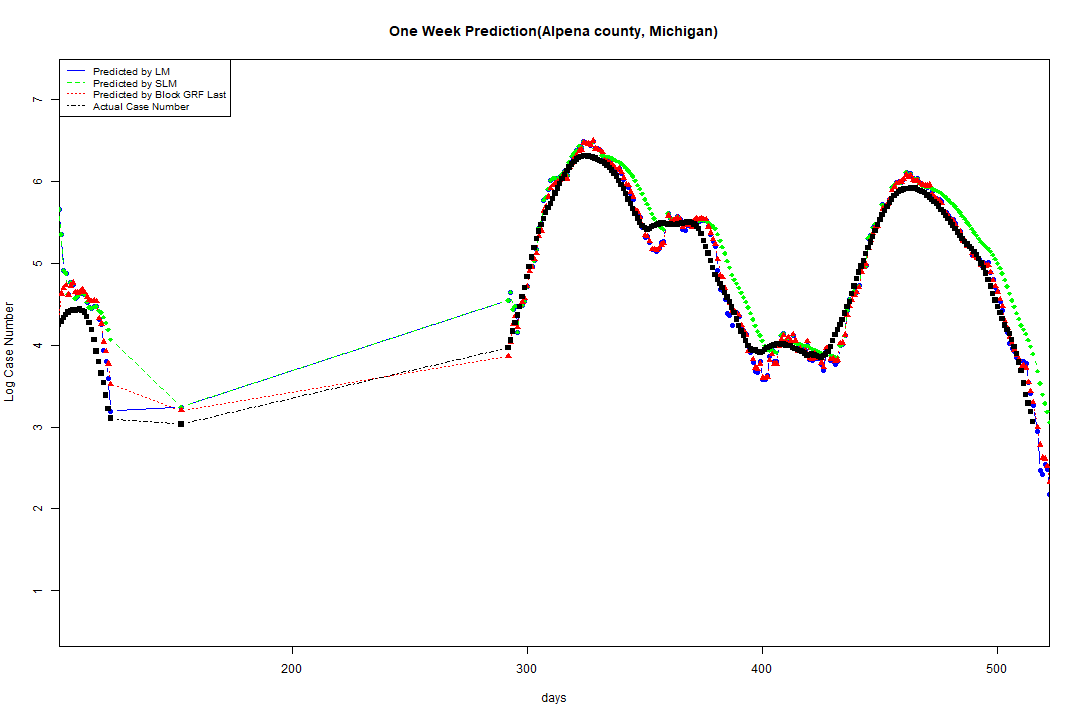 One Week Prediction(Alpena county, Michigan)
Predicted by LM
Predicted by SLM
Predicted by Block GRF Last
Actual Case Number
Log Case Number
7
6
5
4
3
2
1
200 300 400 500
days